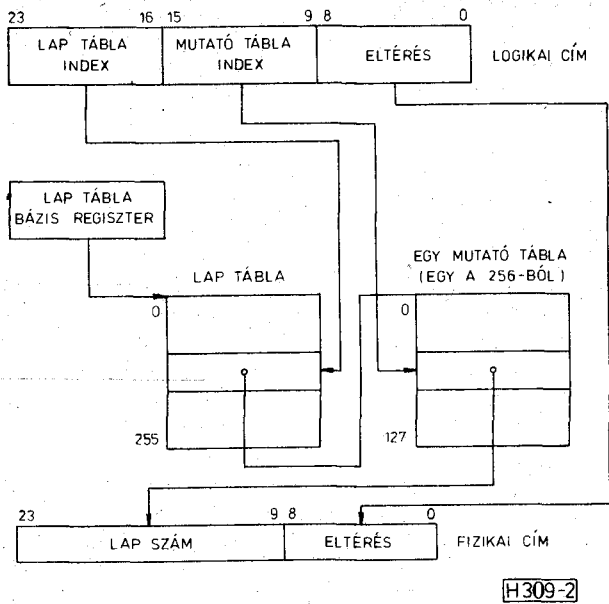 23 16 15 9 8 0
LAP TÁBLA INDEX
MUTATÓ TÁBLA INDEX
ELTÉRÉS
LOGIKAI CÍM
LAP TÁBLA
BÁZIS REGISZTER
LAP TÁBLA
EGY MUTATÓ TÁBLA
(EGY A 256-BÓL)
0
0
255
127
23 9 8 0
LAP SZÁM
ELTÉRÉS
FIZIKAI CÍM
H309-2